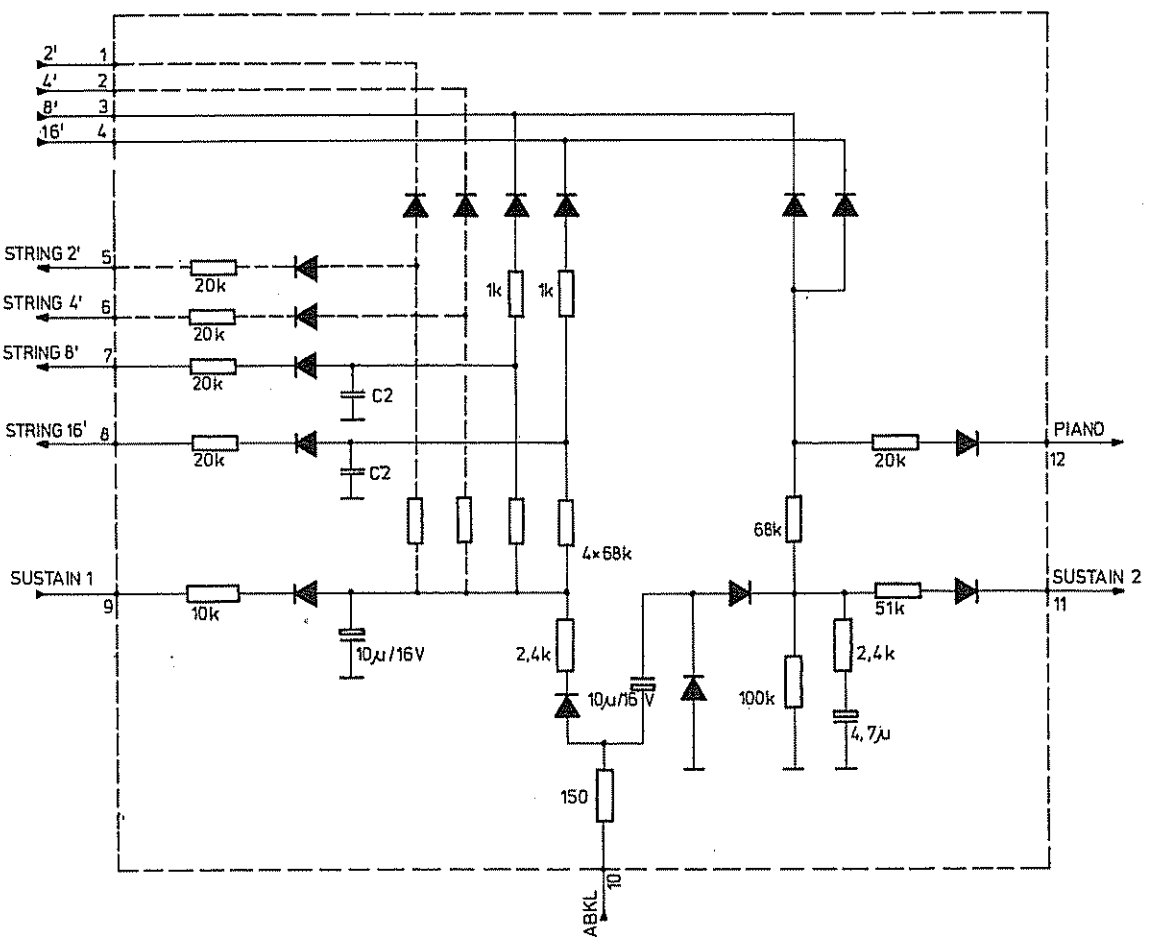 2' 1
4' 2
8' 3
16' 4
STRING 2' 5
20k
1k 1k
STRING 4' 6
20k
STRING 8' 7
20k
C2
STRING 16' 8
20k
C2
PIANO
20k
12
68k
4×68k
SUSTAIN 1
9
10k
SUSTAIN 2
51k
11
10µ/16V
2,4k
10µ/16V
100k
2,4k
4,7µ
150
10
ABKL